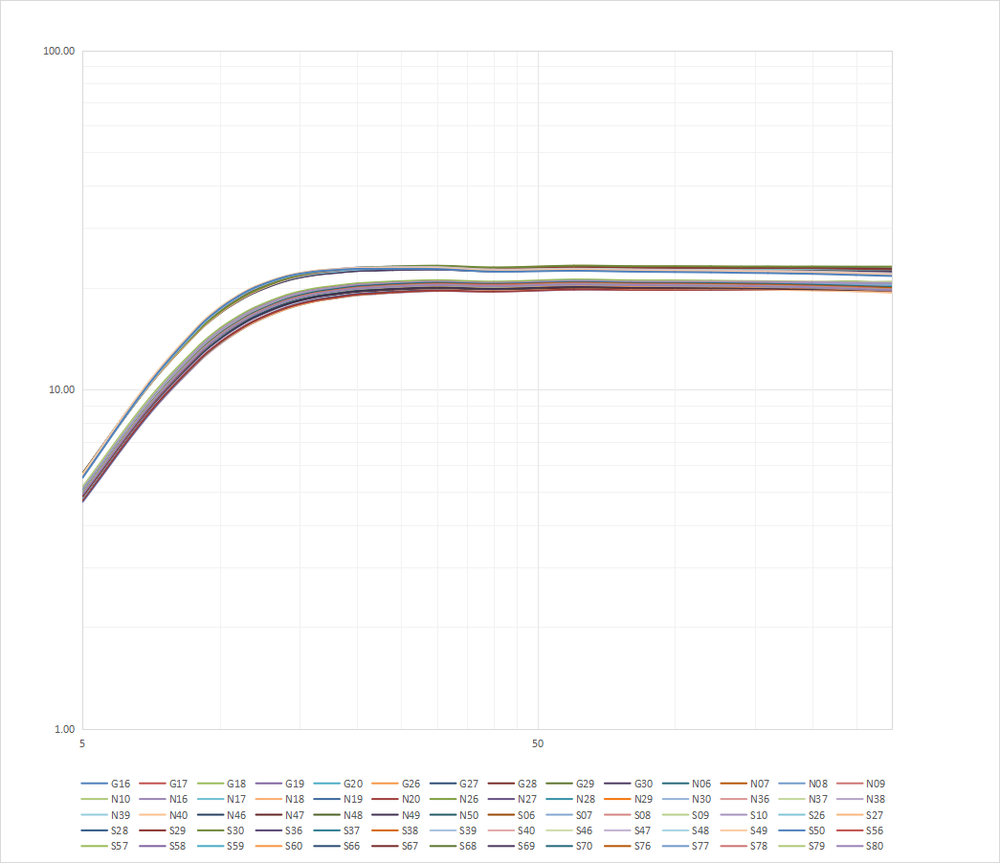 100.00
10.00
1.00
5 50
G16 G17 G18 G19 G20 G26 G27 G28 G29 G30 N06 N07 N08 N09
N10 N16 N17 N18 N19 N20 N26 N27 N28 N29 N30 N36 N37 N38
N39 N40 N46 N47 N48 N49 N50 S06 S07 S08 S09 S10 S26 S27
S28 S29 S30 S36 S37 S38 S39 S40 S46 S47 S48 S49 S50 S56
S57 S58 S59 S60 S66 S67 S68 S69 S70 S76 S77 S78 S79 S80